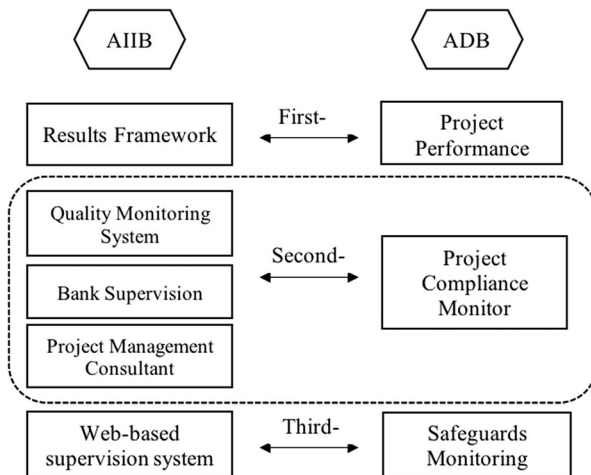 AIIB
ADB
Results Framework
First-
Project
Performance
Quality Monitoring
System
Bank Supervision
Project Management
Consultant
Second-
Project
Compliance
Monitor
Web-based
supervision system
Third-
Safeguards
Monitoring